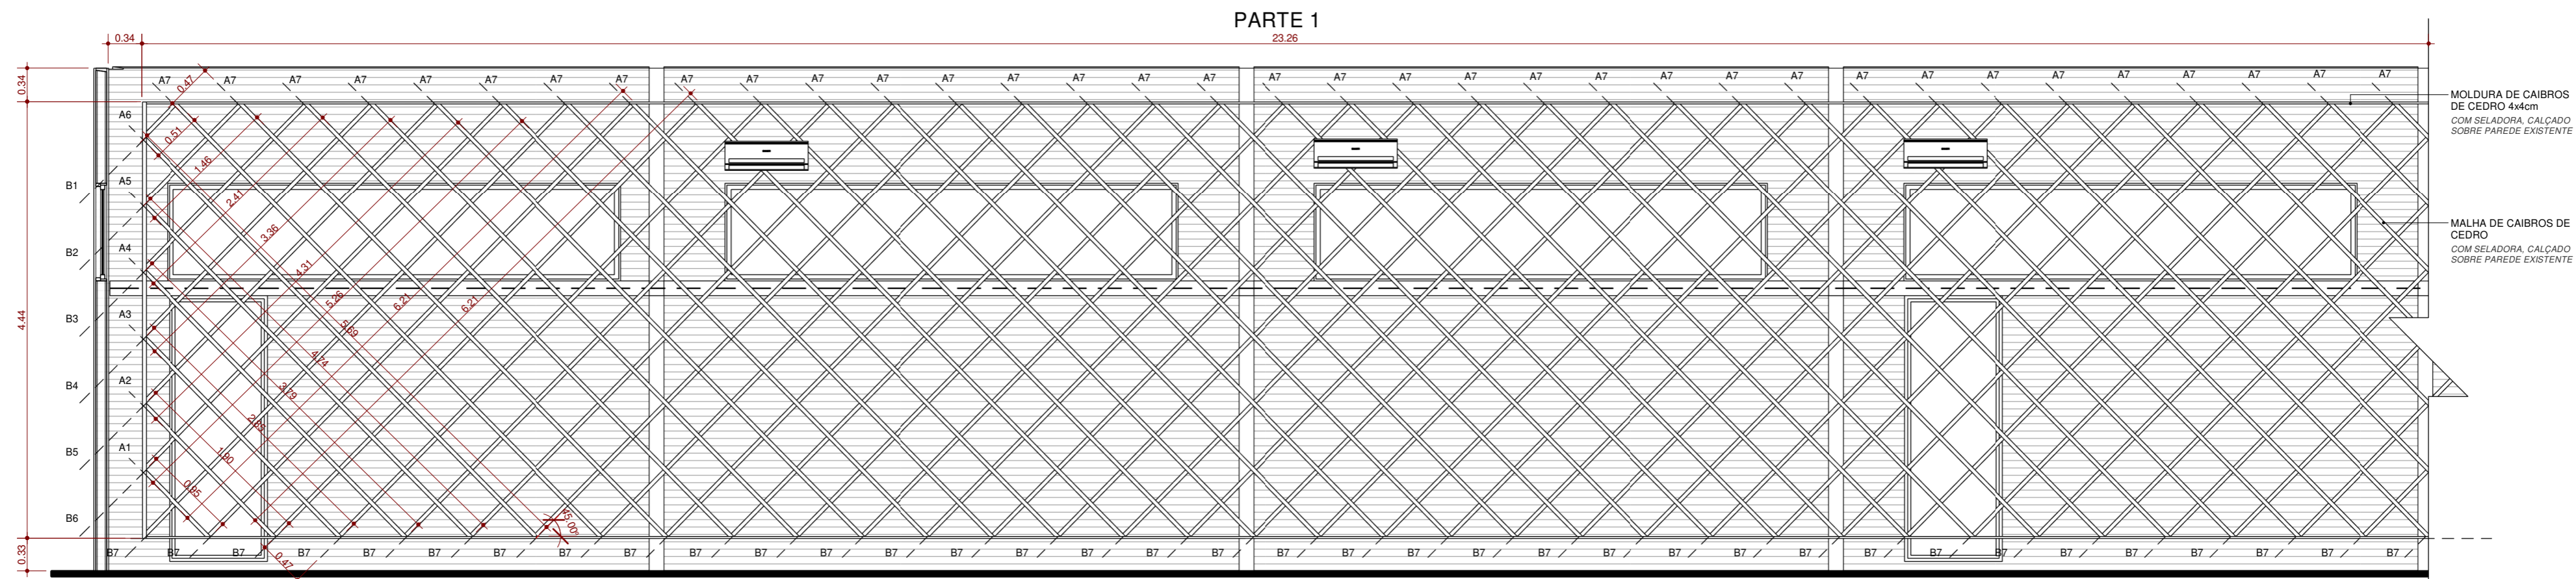 PARTE 1
0.34
23.26
0.34
4.44
0.33
A7 A7 A7 A7 A7 A7 A7 A7 A7 A7 A7 A7 A7 A7 A7 A7 A7 A7 A7 A7 A7 A7 A7 A7 A7 A7 A7 A7 A7 A7 A7 A7 A7 A7 A7
0.47
A6
0.51
1.46
A5
B1
2.41
3.36
A4
B2
4.31
5.26
6.21
6.21
A3
B3
5.69
4.74
A2
B4
3.79
2.85
A1
B5
1.90
0.95
B6
45.00°
B7 B7 B7 B7 B7 B7 B7 B7 B7 B7 B7 B7 B7 B7 B7 B7 B7 B7 B7 B7 B7 B7 B7 B7 B7 B7 B7 B7 B7 B7 B7 B7 B7 B7 B7 B7
0.47
MOLDURA DE CAIBROS
DE CEDRO 4x4cm
COM SELADORA, CALÇADO
SOBRE PAREDE EXISTENTE
MALHA DE CAIBROS DE
CEDRO
COM SELADORA, CALÇADO
SOBRE PAREDE EXISTENTE